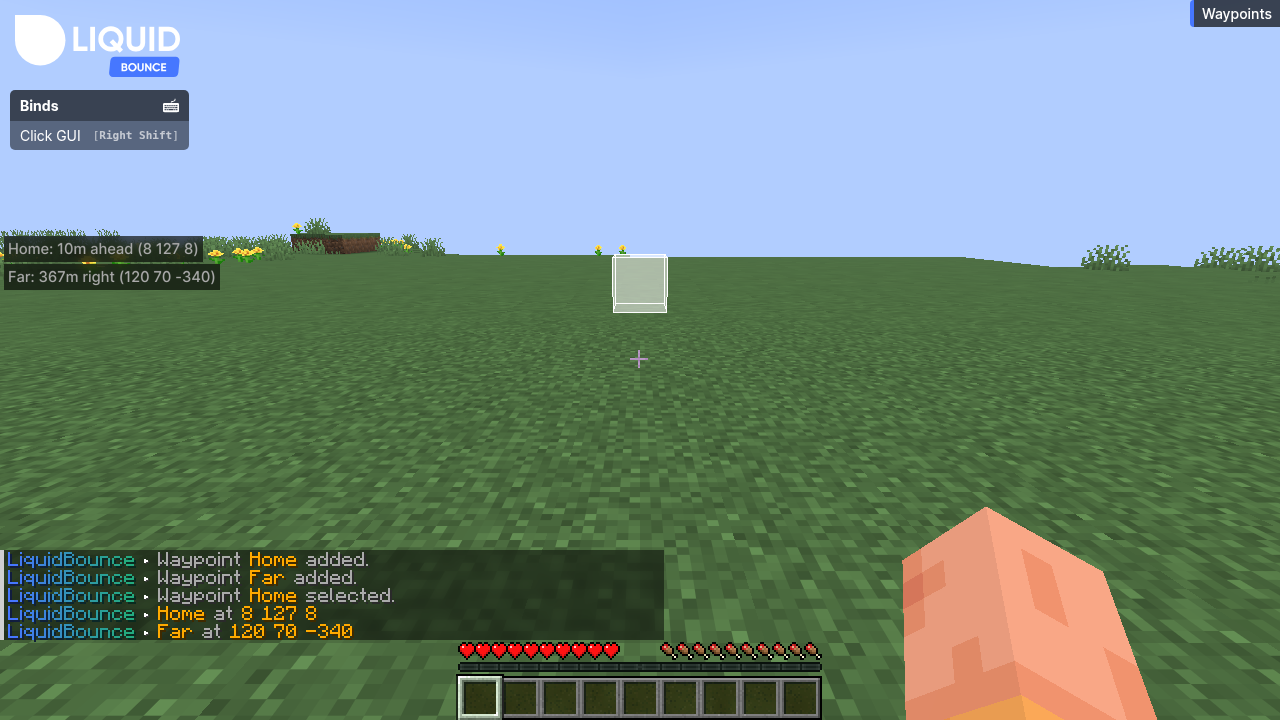 LIQUID
BOUNCE
Waypoints
Binds
Click GUI [Right Shift]
Home: 10m ahead (8 127 8)
Far: 367m right (120 70 -340)
LiquidBounce ▸ Waypoint Home added.
LiquidBounce ▸ Waypoint Far added.
LiquidBounce ▸ Waypoint Home selected.
LiquidBounce ▸ Home at 8 127 8
LiquidBounce ▸ Far at 120 70 -340